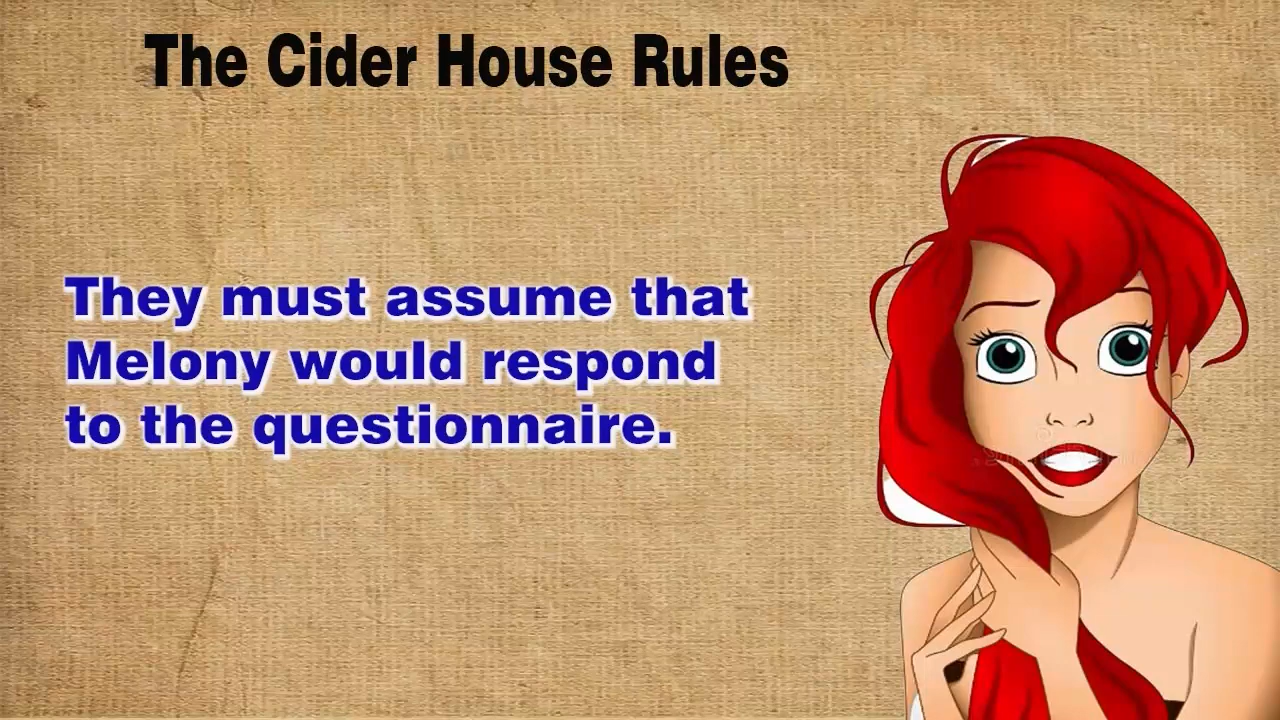 The Cider House Rules
They must assume that
Melony would respond
to the questionnaire.